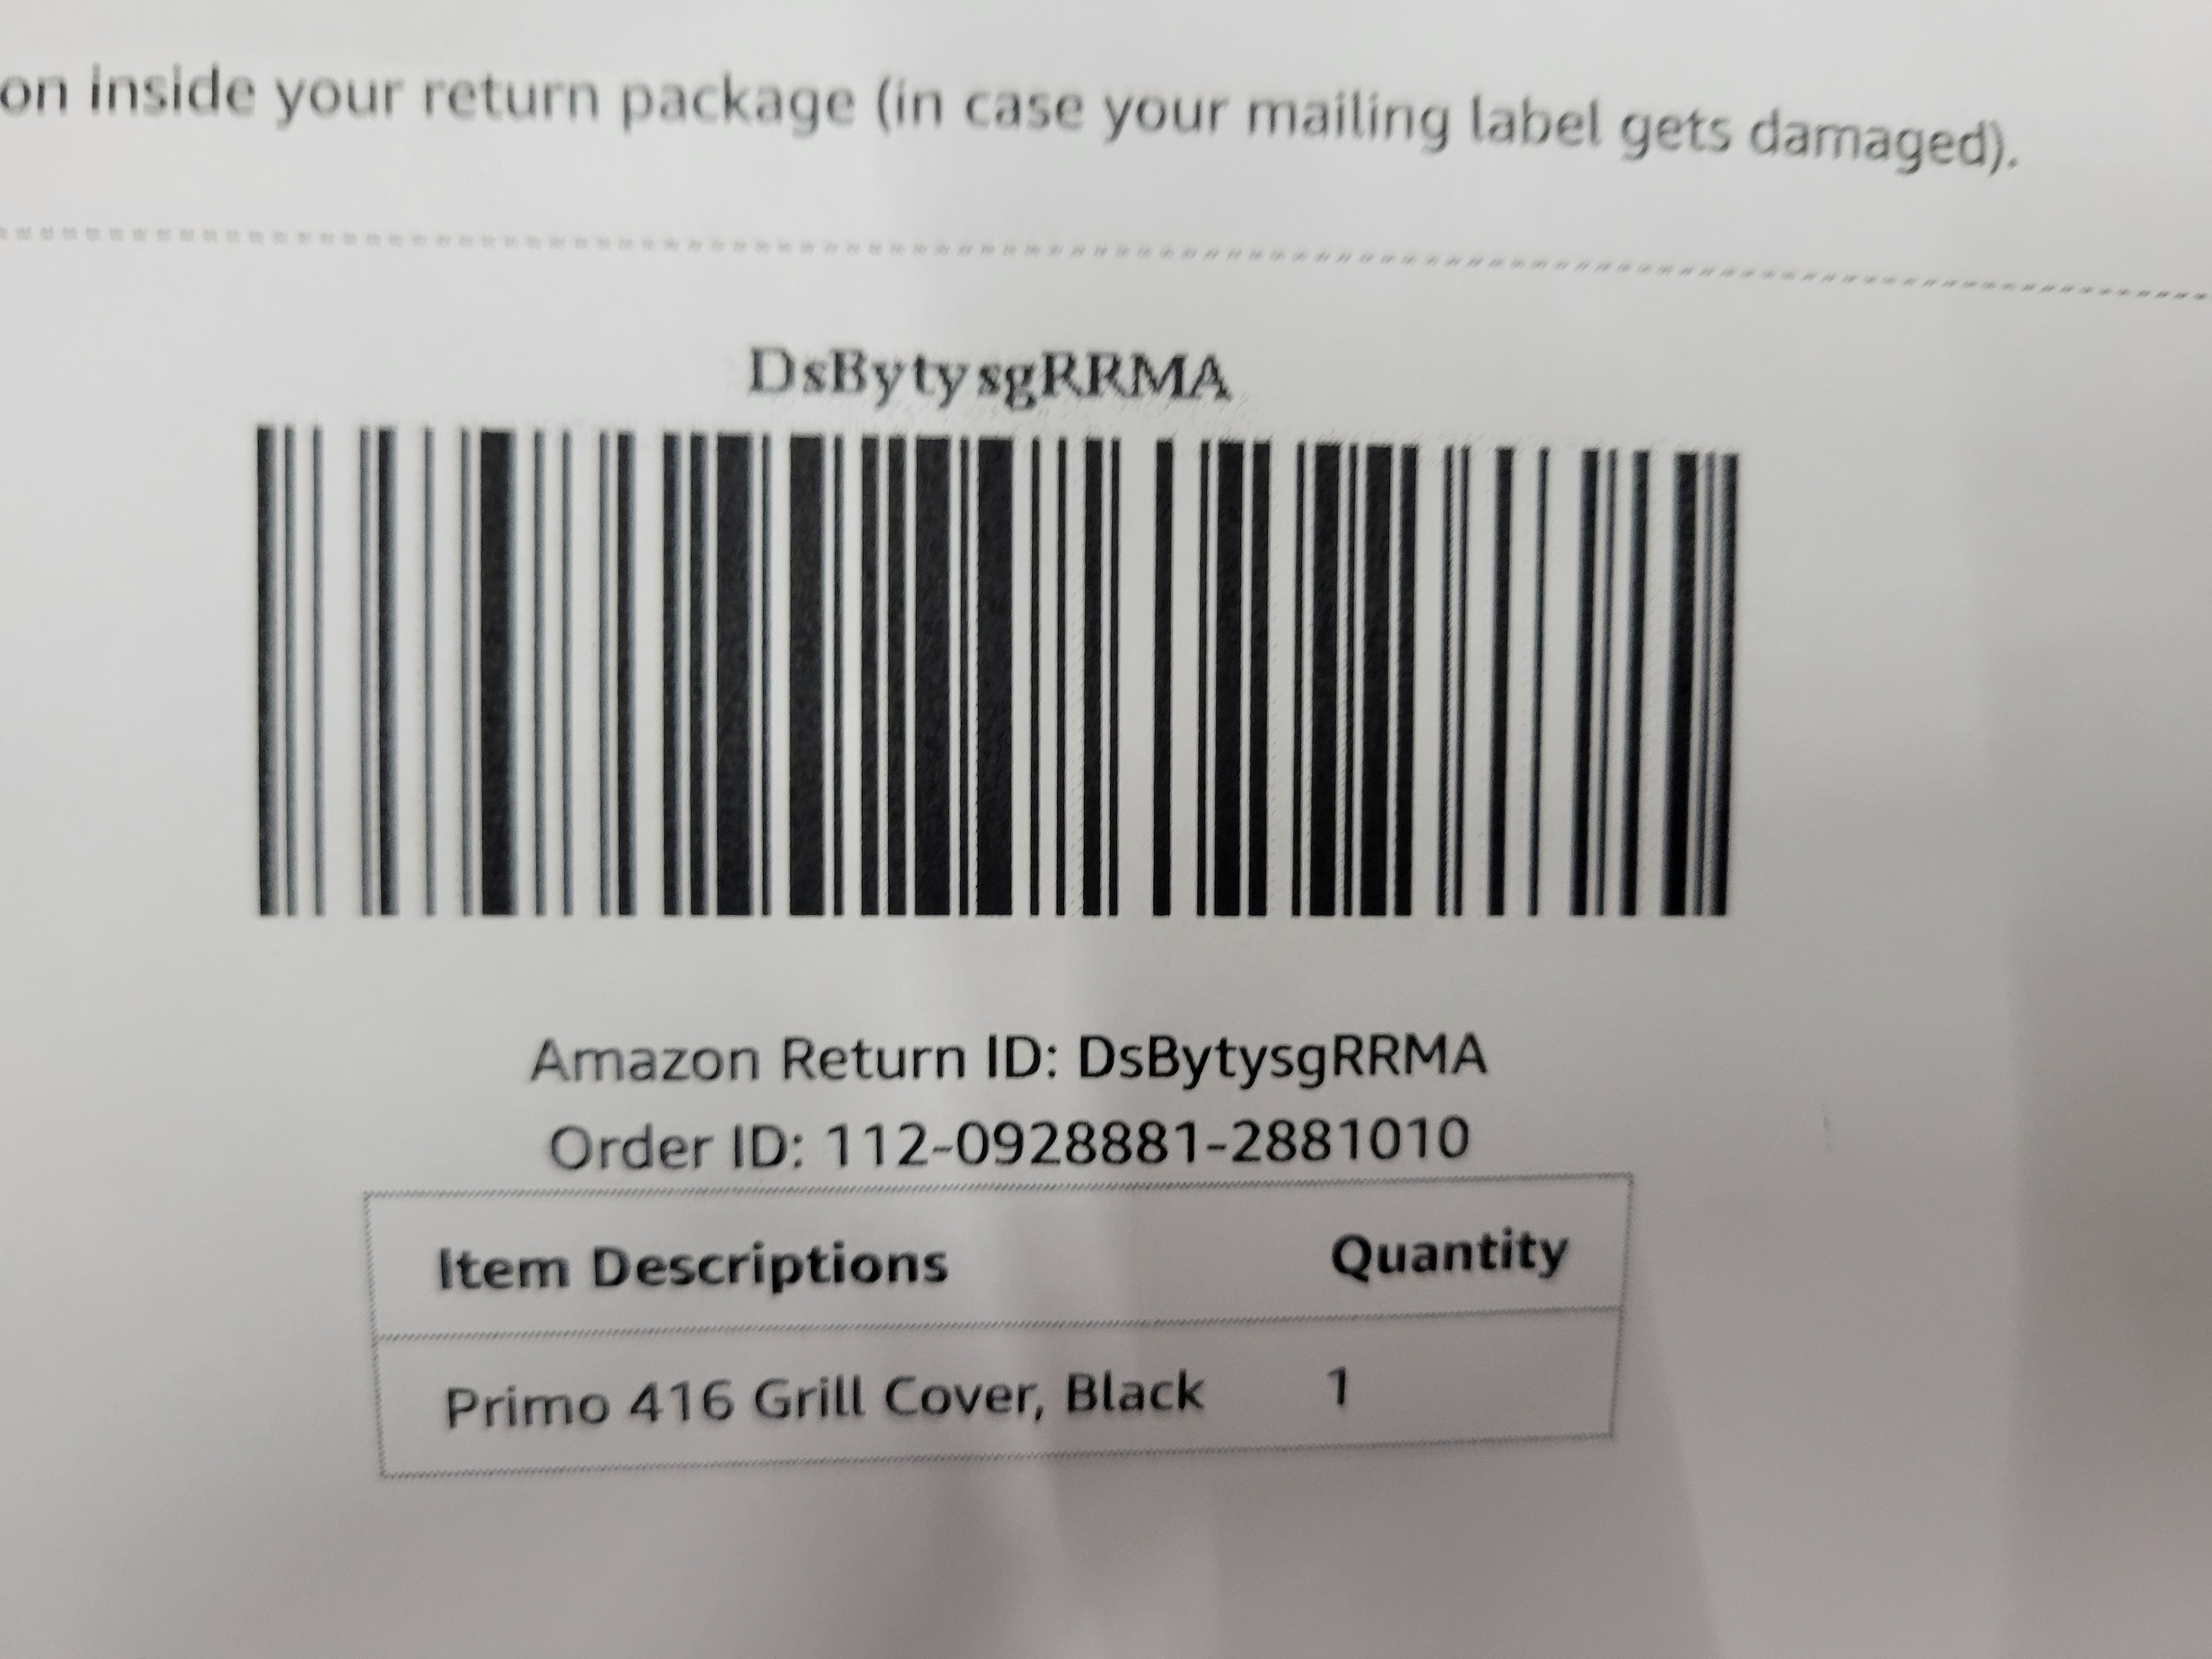 on inside your return package (in case your mailing label gets damaged).
DsBytysgRRMA
Amazon Return ID: DsBytysgRRMA
Order ID: 112-0928881-2881010
Item Descriptions Quantity
Primo 416 Grill Cover, Black 1